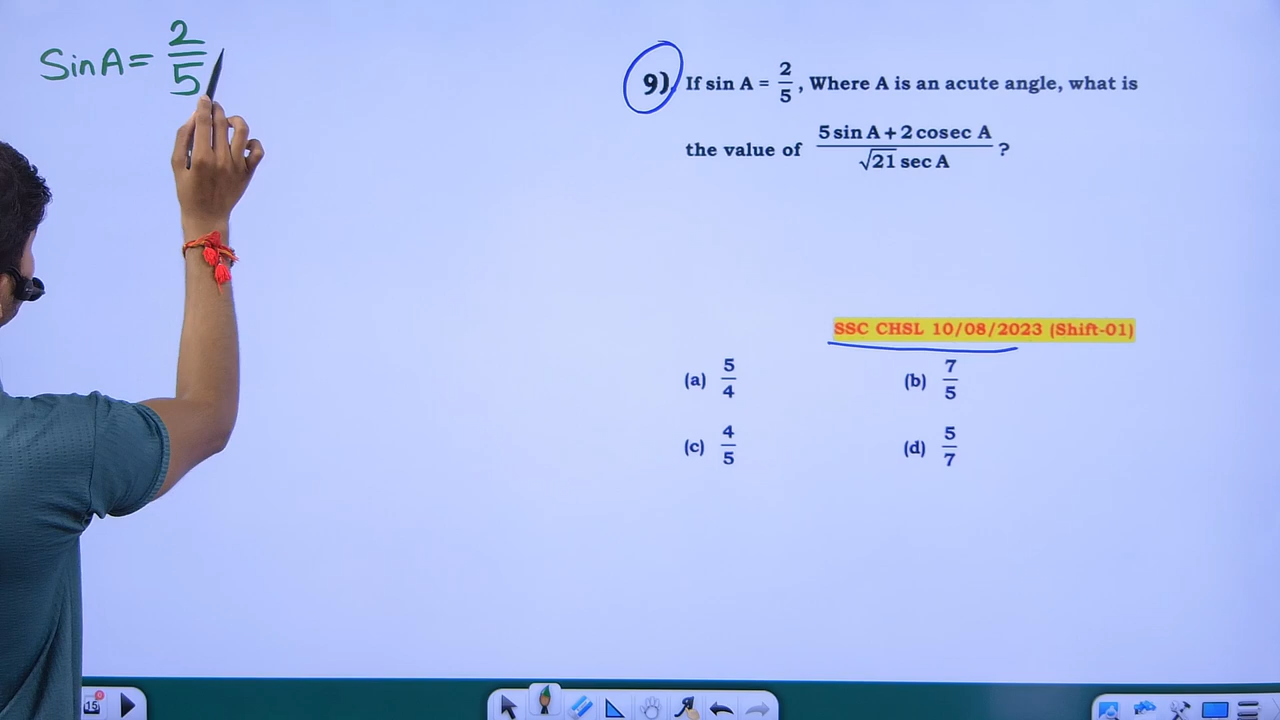 SinA = 2/5
9) If sin A = 2/5, Where A is an acute angle, what is
the value of (5 sin A + 2 cosec A)/(√21 sec A) ?
SSC CHSL 10/08/2023 (Shift-01)
(a) 5/4 (b) 7/5
(c) 4/5 (d) 5/7
15